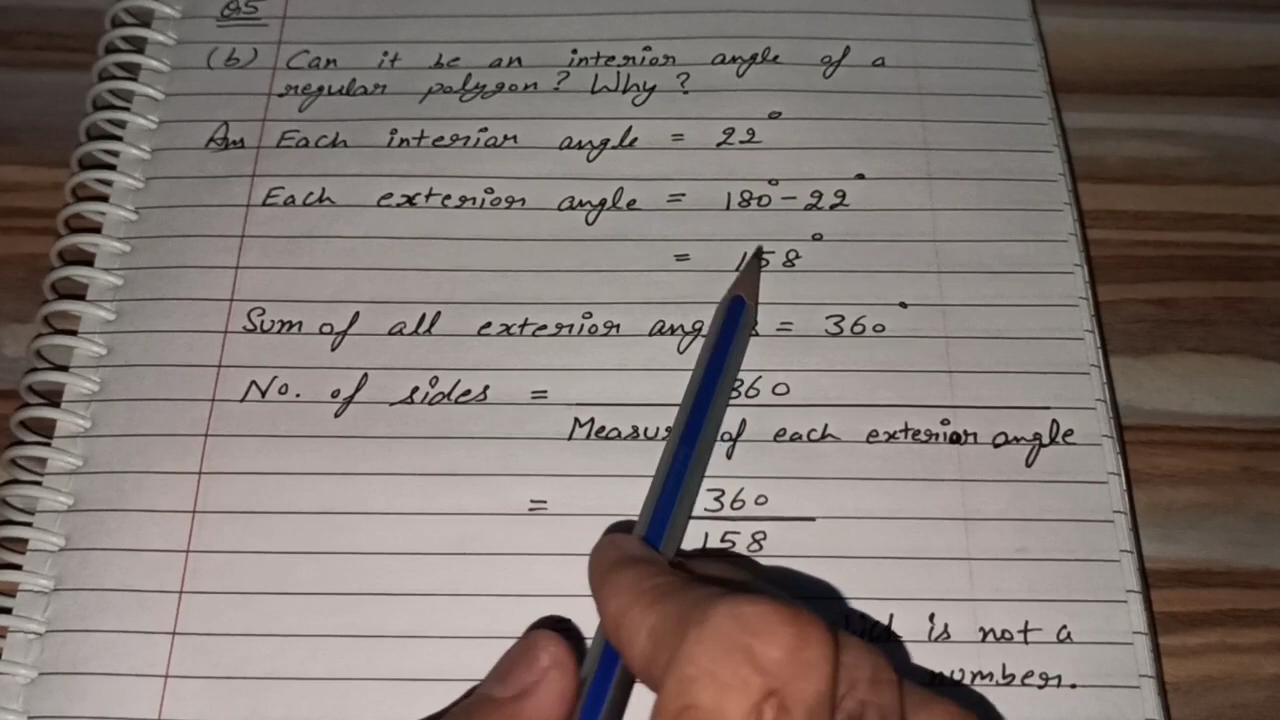 Q5
(b) Can it be an interior angle of a
regular polygon? Why?
Ans Each interior angle = 22°
Each exterior angle = 180° - 22°
= 158°
Sum of all exterior = 360°
No. of sides = 360
of each exterior angle
= 360
158
is not a
number.